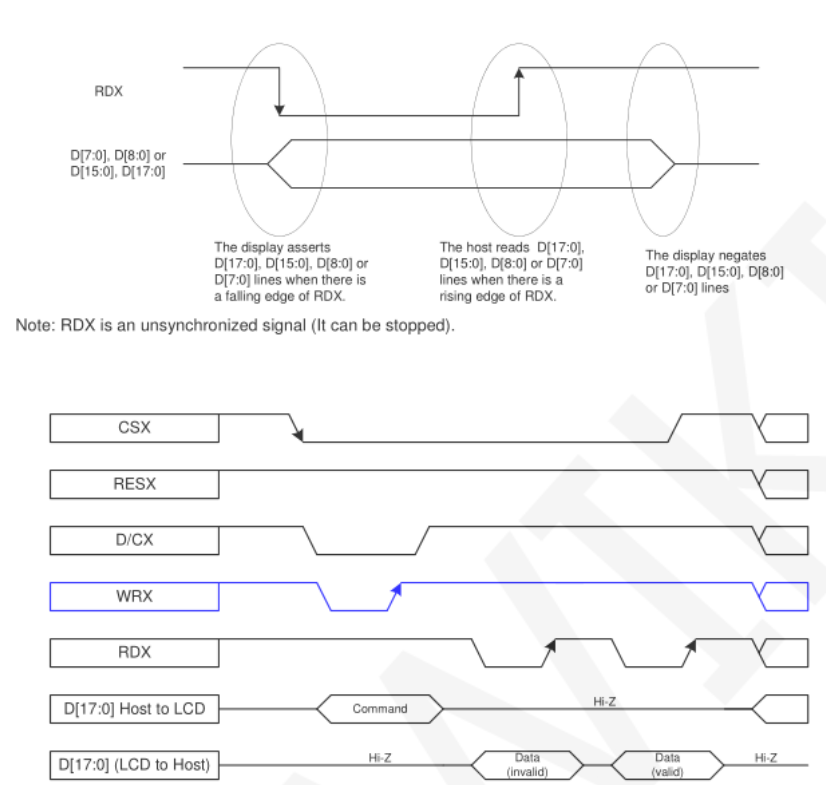 RDX
D[7:0], D[8:0] or
D[15:0], D[17:0]
The display asserts
D[17:0], D[15:0], D[8:0] or
D[7:0] lines when there is
a falling edge of RDX.
The host reads D[17:0],
D[15:0], D[8:0] or D[7:0]
lines when there is a
rising edge of RDX.
The display negates
D[17:0], D[15:0], D[8:0]
or D[7:0] lines
Note: RDX is an unsynchronized signal (It can be stopped).
CSX
RESX
D/CX
WRX
RDX
D[17:0] Host to LCD
Command
Hi-Z
D[17:0] (LCD to Host)
Hi-Z
Data
(invalid)
Data
(valid)
Hi-Z